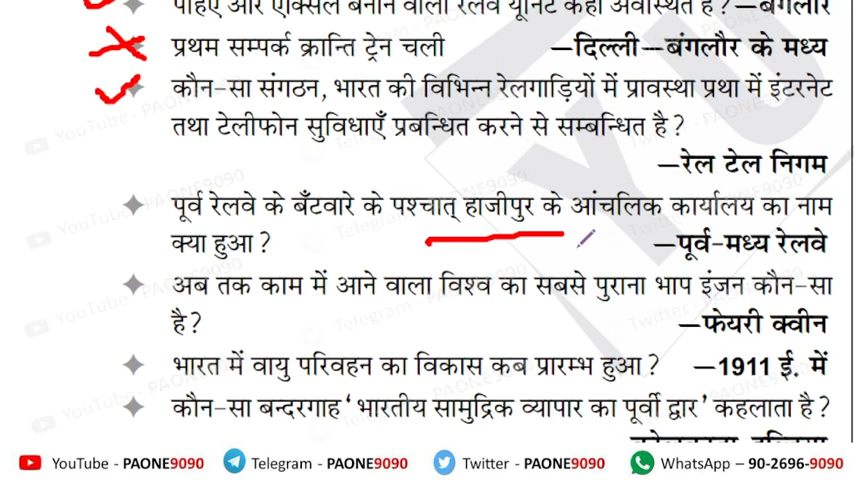 पहिए और एक्सिल बनाने वाली रेलवे यूनिट कहाँ अवस्थित है ?—बंगलौर
प्रथम सम्पर्क क्रान्ति ट्रेन चली —दिल्ली—बंगलौर के मध्य
कौन-सा संगठन, भारत की विभिन्न रेलगाड़ियों में प्रावस्था प्रथा में इंटरनेट
तथा टेलीफोन सुविधाएँ प्रबन्धित करने से सम्बन्धित है ?
—रेल टेल निगम
पूर्व रेलवे के बँटवारे के पश्चात् हाजीपुर के आंचलिक कार्यालय का नाम
क्या हुआ ? —पूर्व-मध्य रेलवे
अब तक काम में आने वाला विश्व का सबसे पुराना भाप इंजन कौन-सा
है ? —फेयरी क्वीन
भारत में वायु परिवहन का विकास कब प्रारम्भ हुआ ? —1911 ई. में
कौन-सा बन्दरगाह 'भारतीय सामुद्रिक व्यापार का पूर्वी द्वार' कहलाता है ?
YouTube - PAONE9090 Telegram - PAONE9090 Twitter - PAONE9090 WhatsApp – 90-2696-9090